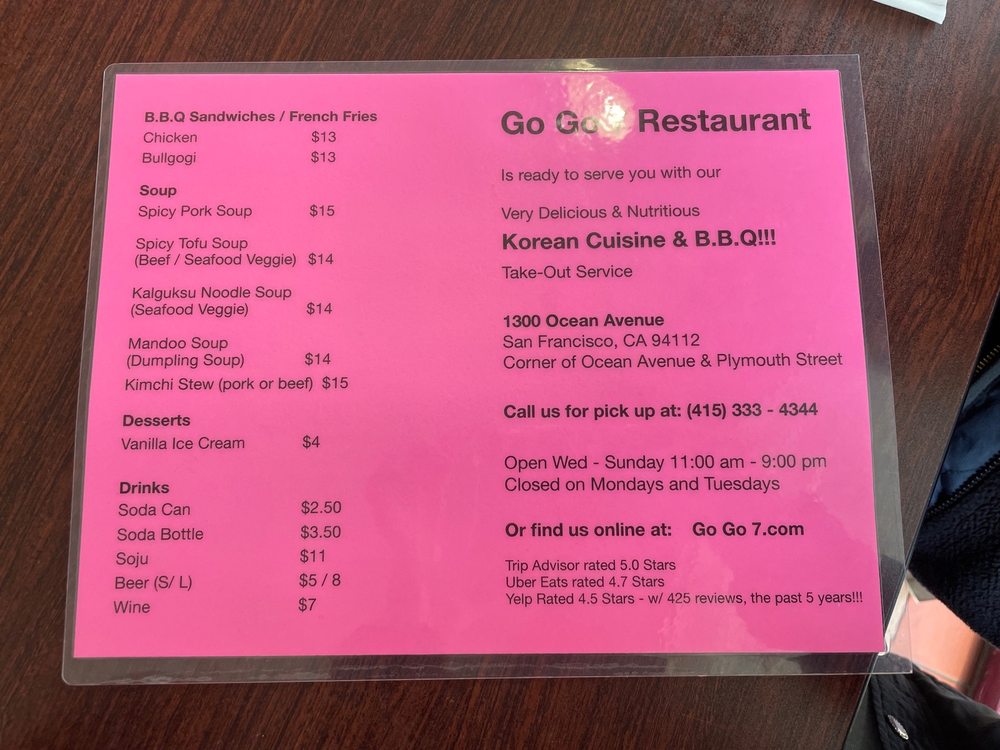 B.B.Q Sandwiches / French Fries
Chicken $13
Bullgogi $13
Soup
Spicy Pork Soup $15
Spicy Tofu Soup
(Beef / Seafood Veggie) $14
Kalguksu Noodle Soup
(Seafood Veggie) $14
Mandoo Soup
(Dumpling Soup) $14
Kimchi Stew (pork or beef) $15
Desserts
Vanilla Ice Cream $4
Drinks
Soda Can $2.50
Soda Bottle $3.50
Soju $11
Beer (S/ L) $5 / 8
Wine $7
Go Go Restaurant
Is ready to serve you with our
Very Delicious & Nutritious
Korean Cuisine & B.B.Q!!!
Take-Out Service
1300 Ocean Avenue
San Francisco, CA 94112
Corner of Ocean Avenue & Plymouth Street
Call us for pick up at: (415) 333 - 4344
Open Wed - Sunday 11:00 am - 9:00 pm
Closed on Mondays and Tuesdays
Or find us online at: Go Go 7.com
Trip Advisor rated 5.0 Stars
Uber Eats rated 4.7 Stars
Yelp Rated 4.5 Stars - w/ 425 reviews, the past 5 years!!!